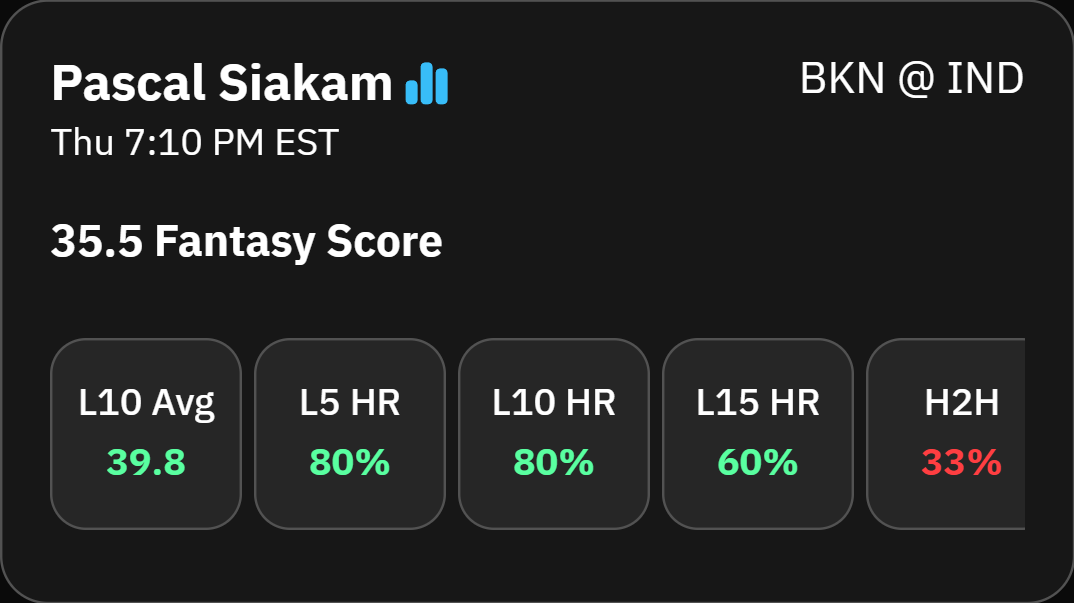 Pascal Siakam
BKN @ IND
Thu 7:10 PM EST
35.5 Fantasy Score
L10 Avg
39.8
L5 HR
80%
L10 HR
80%
L15 HR
60%
H2H
33%